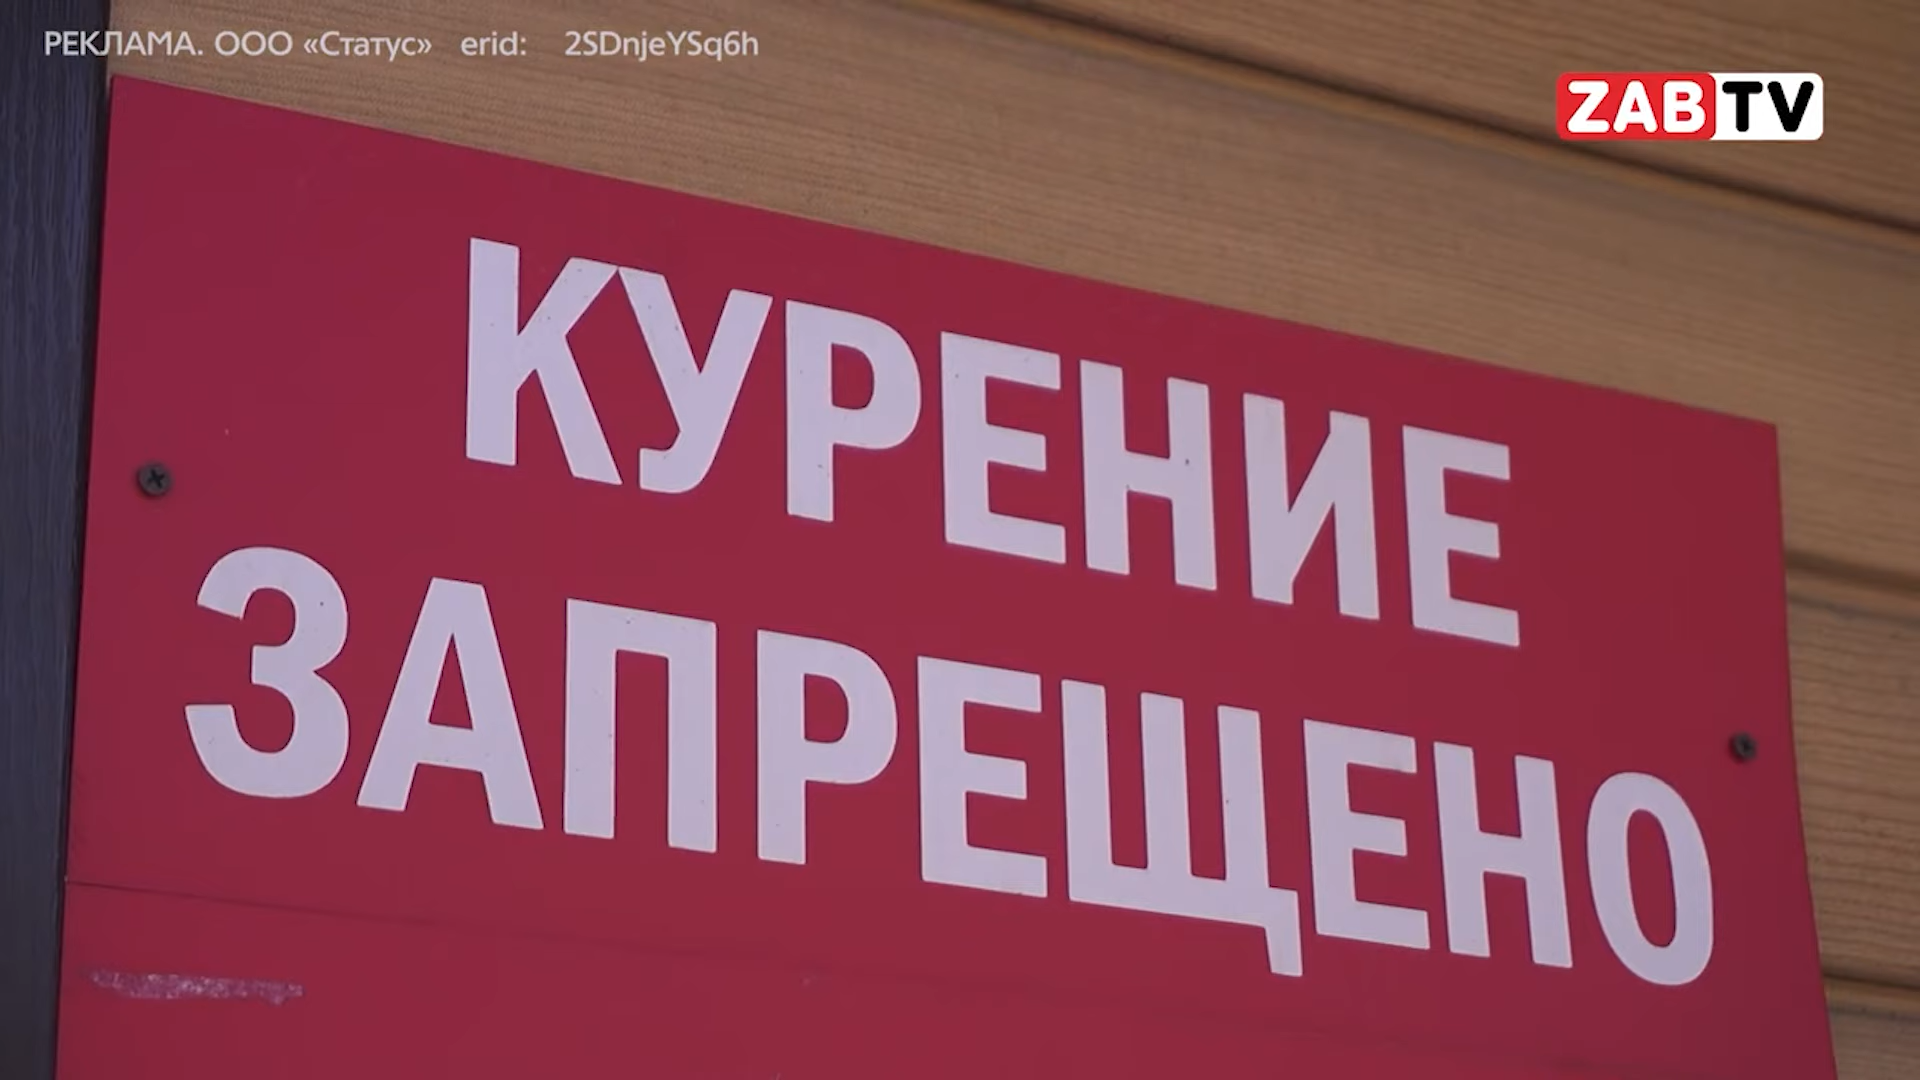 РЕКЛАМА. ООО «Статус» erid: 2SDnjeYSq6h
ZABTV
КУРЕНИЕ
ЗАПРЕЩЕНО